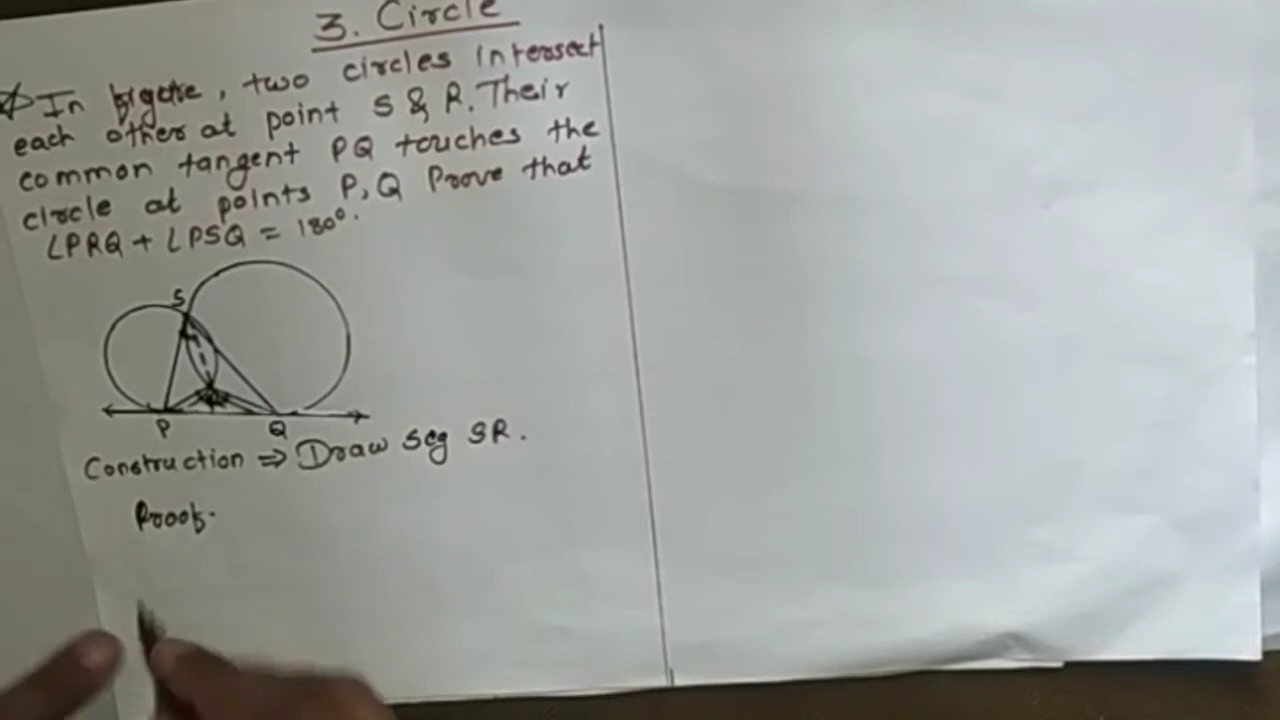 3. Circle
In figure, two circles intersect
each other at point S & R. Their
common tangent PQ touches the
circle at points P, Q Prove that
∠PRQ + ∠PSQ = 180°.
S
P Q
Construction ⇒ Draw seg SR.
Proof.